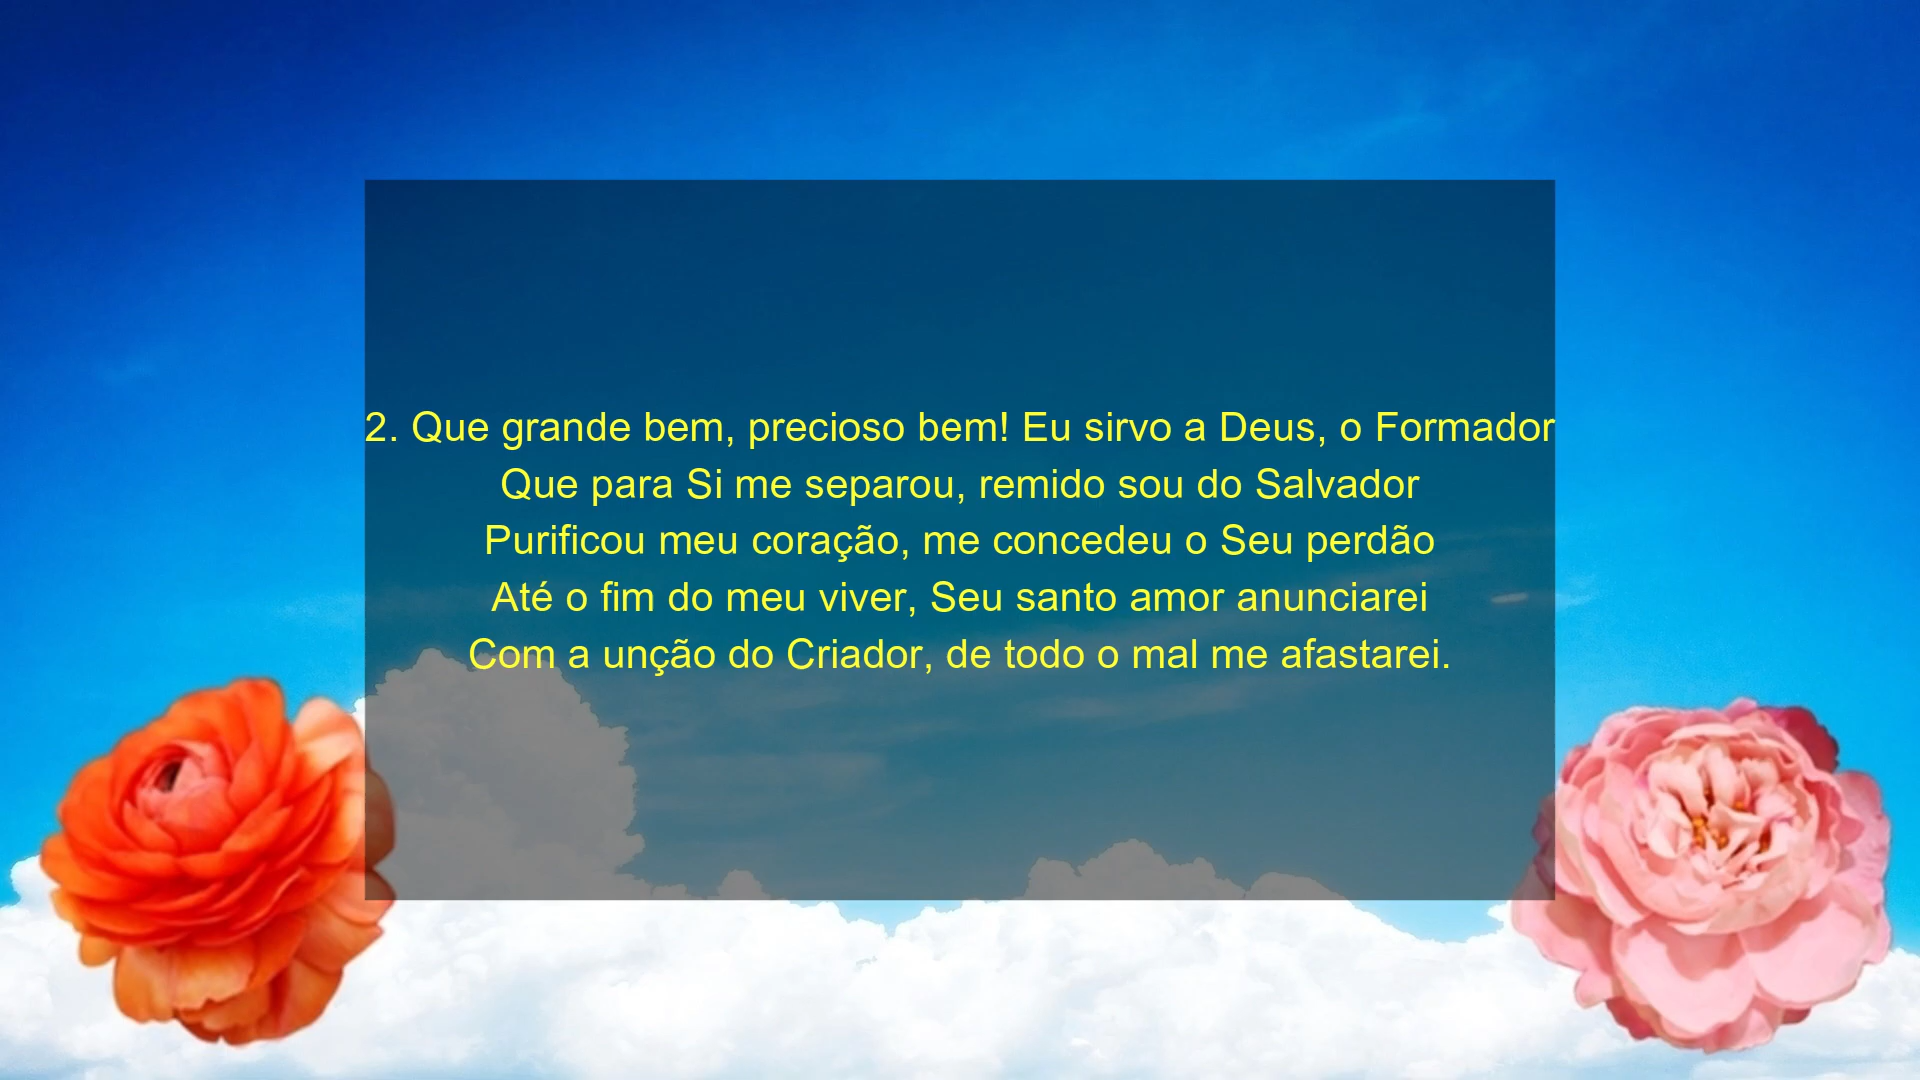 2. Que grande bem, precioso bem! Eu sirvo a Deus, o Formador
Que para Si me separou, remido sou do Salvador
Purificou meu coração, me concedeu o Seu perdão
Até o fim do meu viver, Seu santo amor anunciarei
Com a unção do Criador, de todo o mal me afastarei.